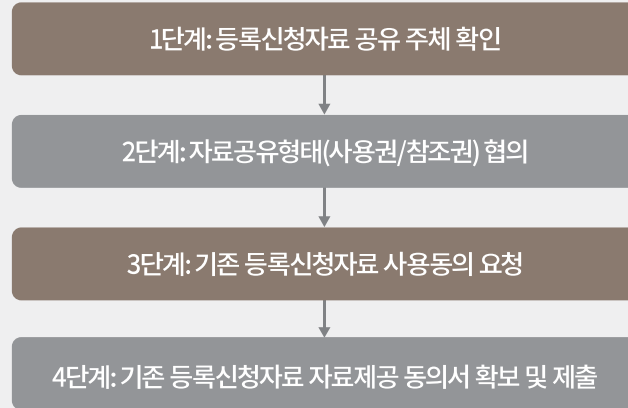 1단계: 등록신청자료 공유 주체 확인
2단계: 자료공유형태(사용권/참조권) 협의
3단계: 기존 등록신청자료 사용동의 요청
4단계: 기존 등록신청자료 자료제공 동의서 확보 및 제출